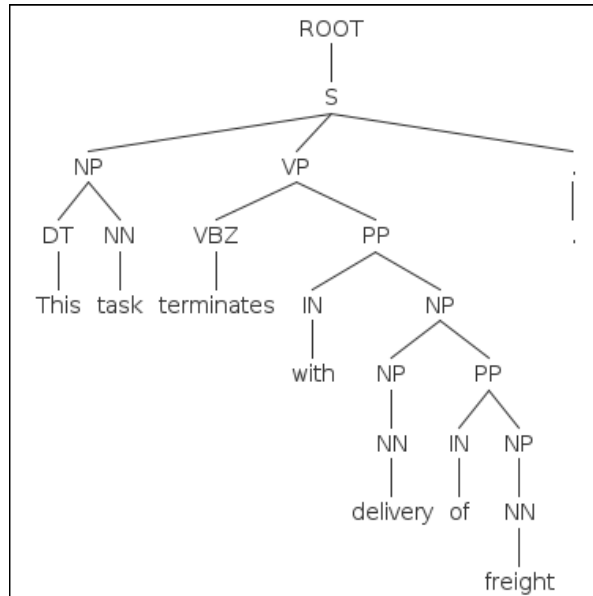 ROOT
S
NP VP .
DT NN VBZ PP .
This task terminates IN NP
with NP PP
NN IN NP
delivery of NN
freight